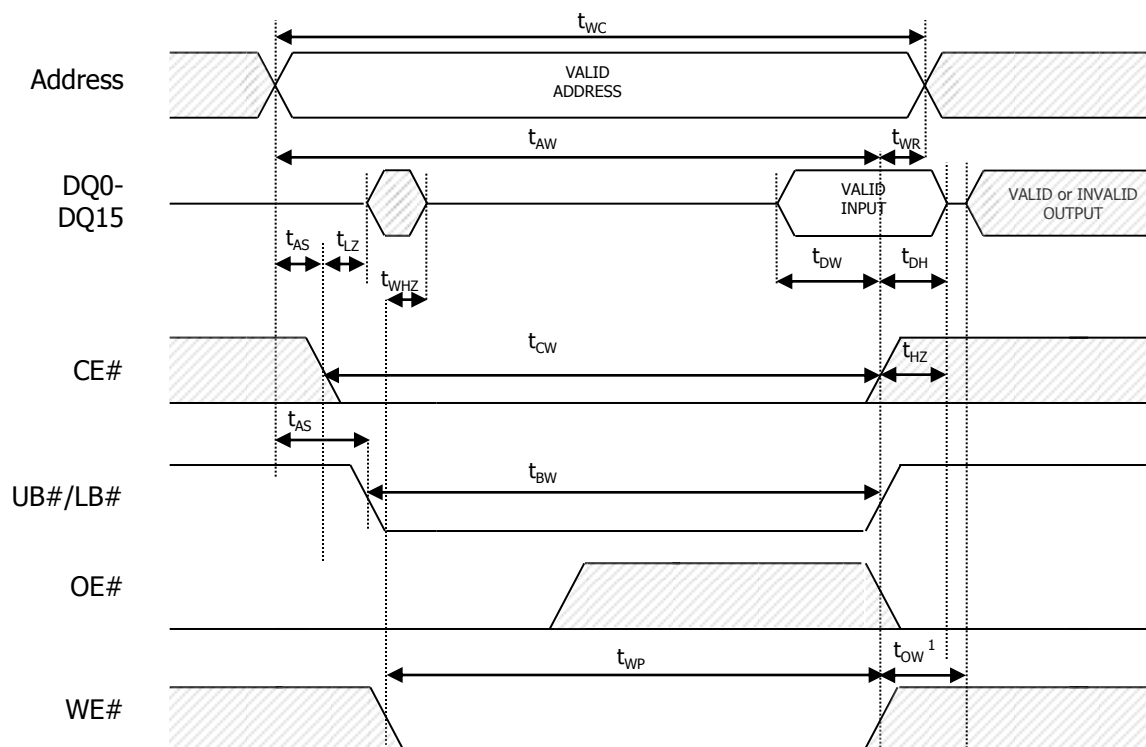 tWC
Address
VALID
ADDRESS
tAW
tWR
DQ0-
DQ15
VALID
INPUT
VALID or INVALID
OUTPUT
tAS
tLZ
tWHZ
tDW
tDH
CE#
tCW
tHZ
tAS
UB#/LB#
tBW
OE#
tWP
tOW 1
WE#